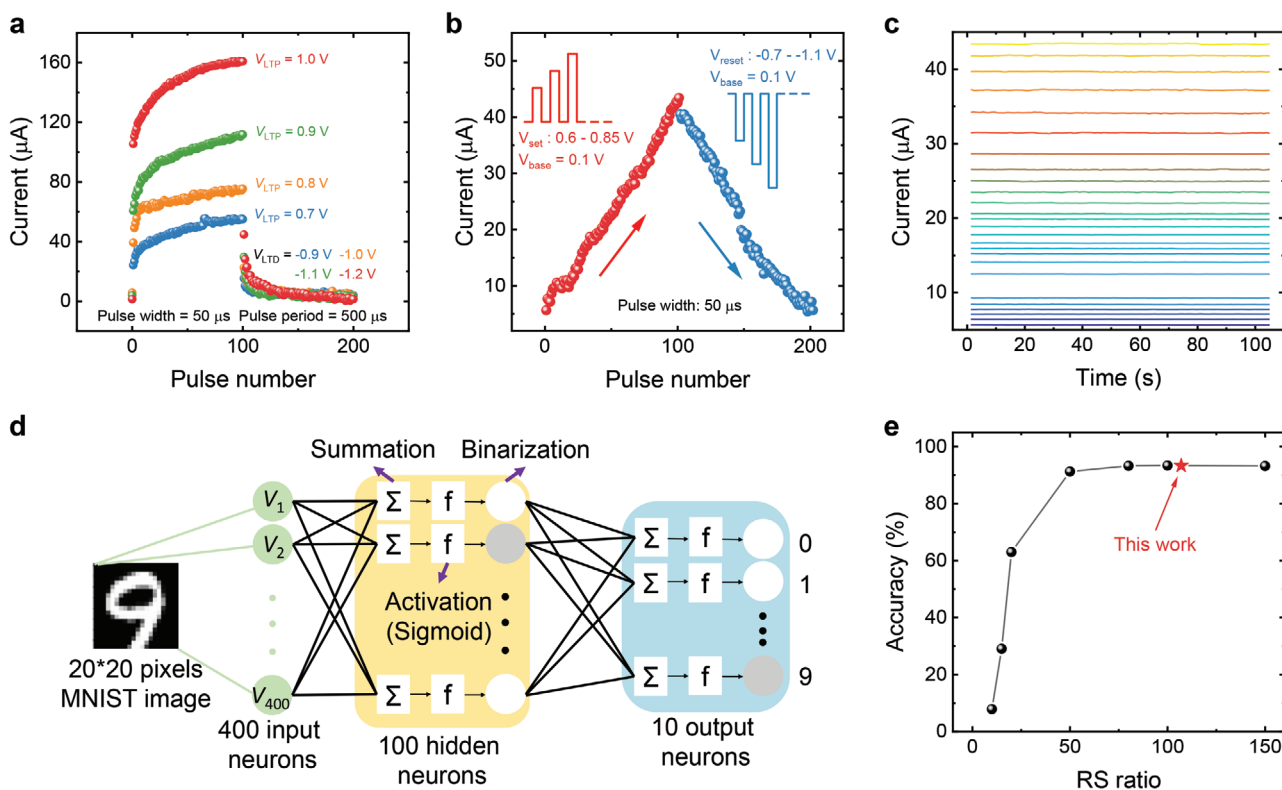 a
Current (μA)
160
120
80
40
0
V_LTP = 1.0 V
V_LTP = 0.9 V
V_LTP = 0.8 V
V_LTP = 0.7 V
V_LTD = -0.9 V -1.0 V
-1.1 V -1.2 V
Pulse width = 50 μs Pulse period = 500 μs
0 100 200
Pulse number
b
Current (μA)
50
40
30
20
10
0
V_set : 0.6 - 0.85 V
V_base = 0.1 V
V_reset : -0.7 - -1.1 V
V_base = 0.1 V
Pulse width: 50 μs
0 100 200
Pulse number
c
Current (μA)
40
30
20
10
0 20 40 60 80 100
Time (s)
d
Summation
Binarization
V1
V2
V400
Σ f
Σ f
Σ f
Activation
(Sigmoid)
20*20 pixels
MNIST image
400 input
neurons
100 hidden
neurons
Σ f 0
Σ f 1
Σ f 9
10 output
neurons
e
Accuracy (%)
100
80
60
40
20
0
This work
0 50 100 150
RS ratio